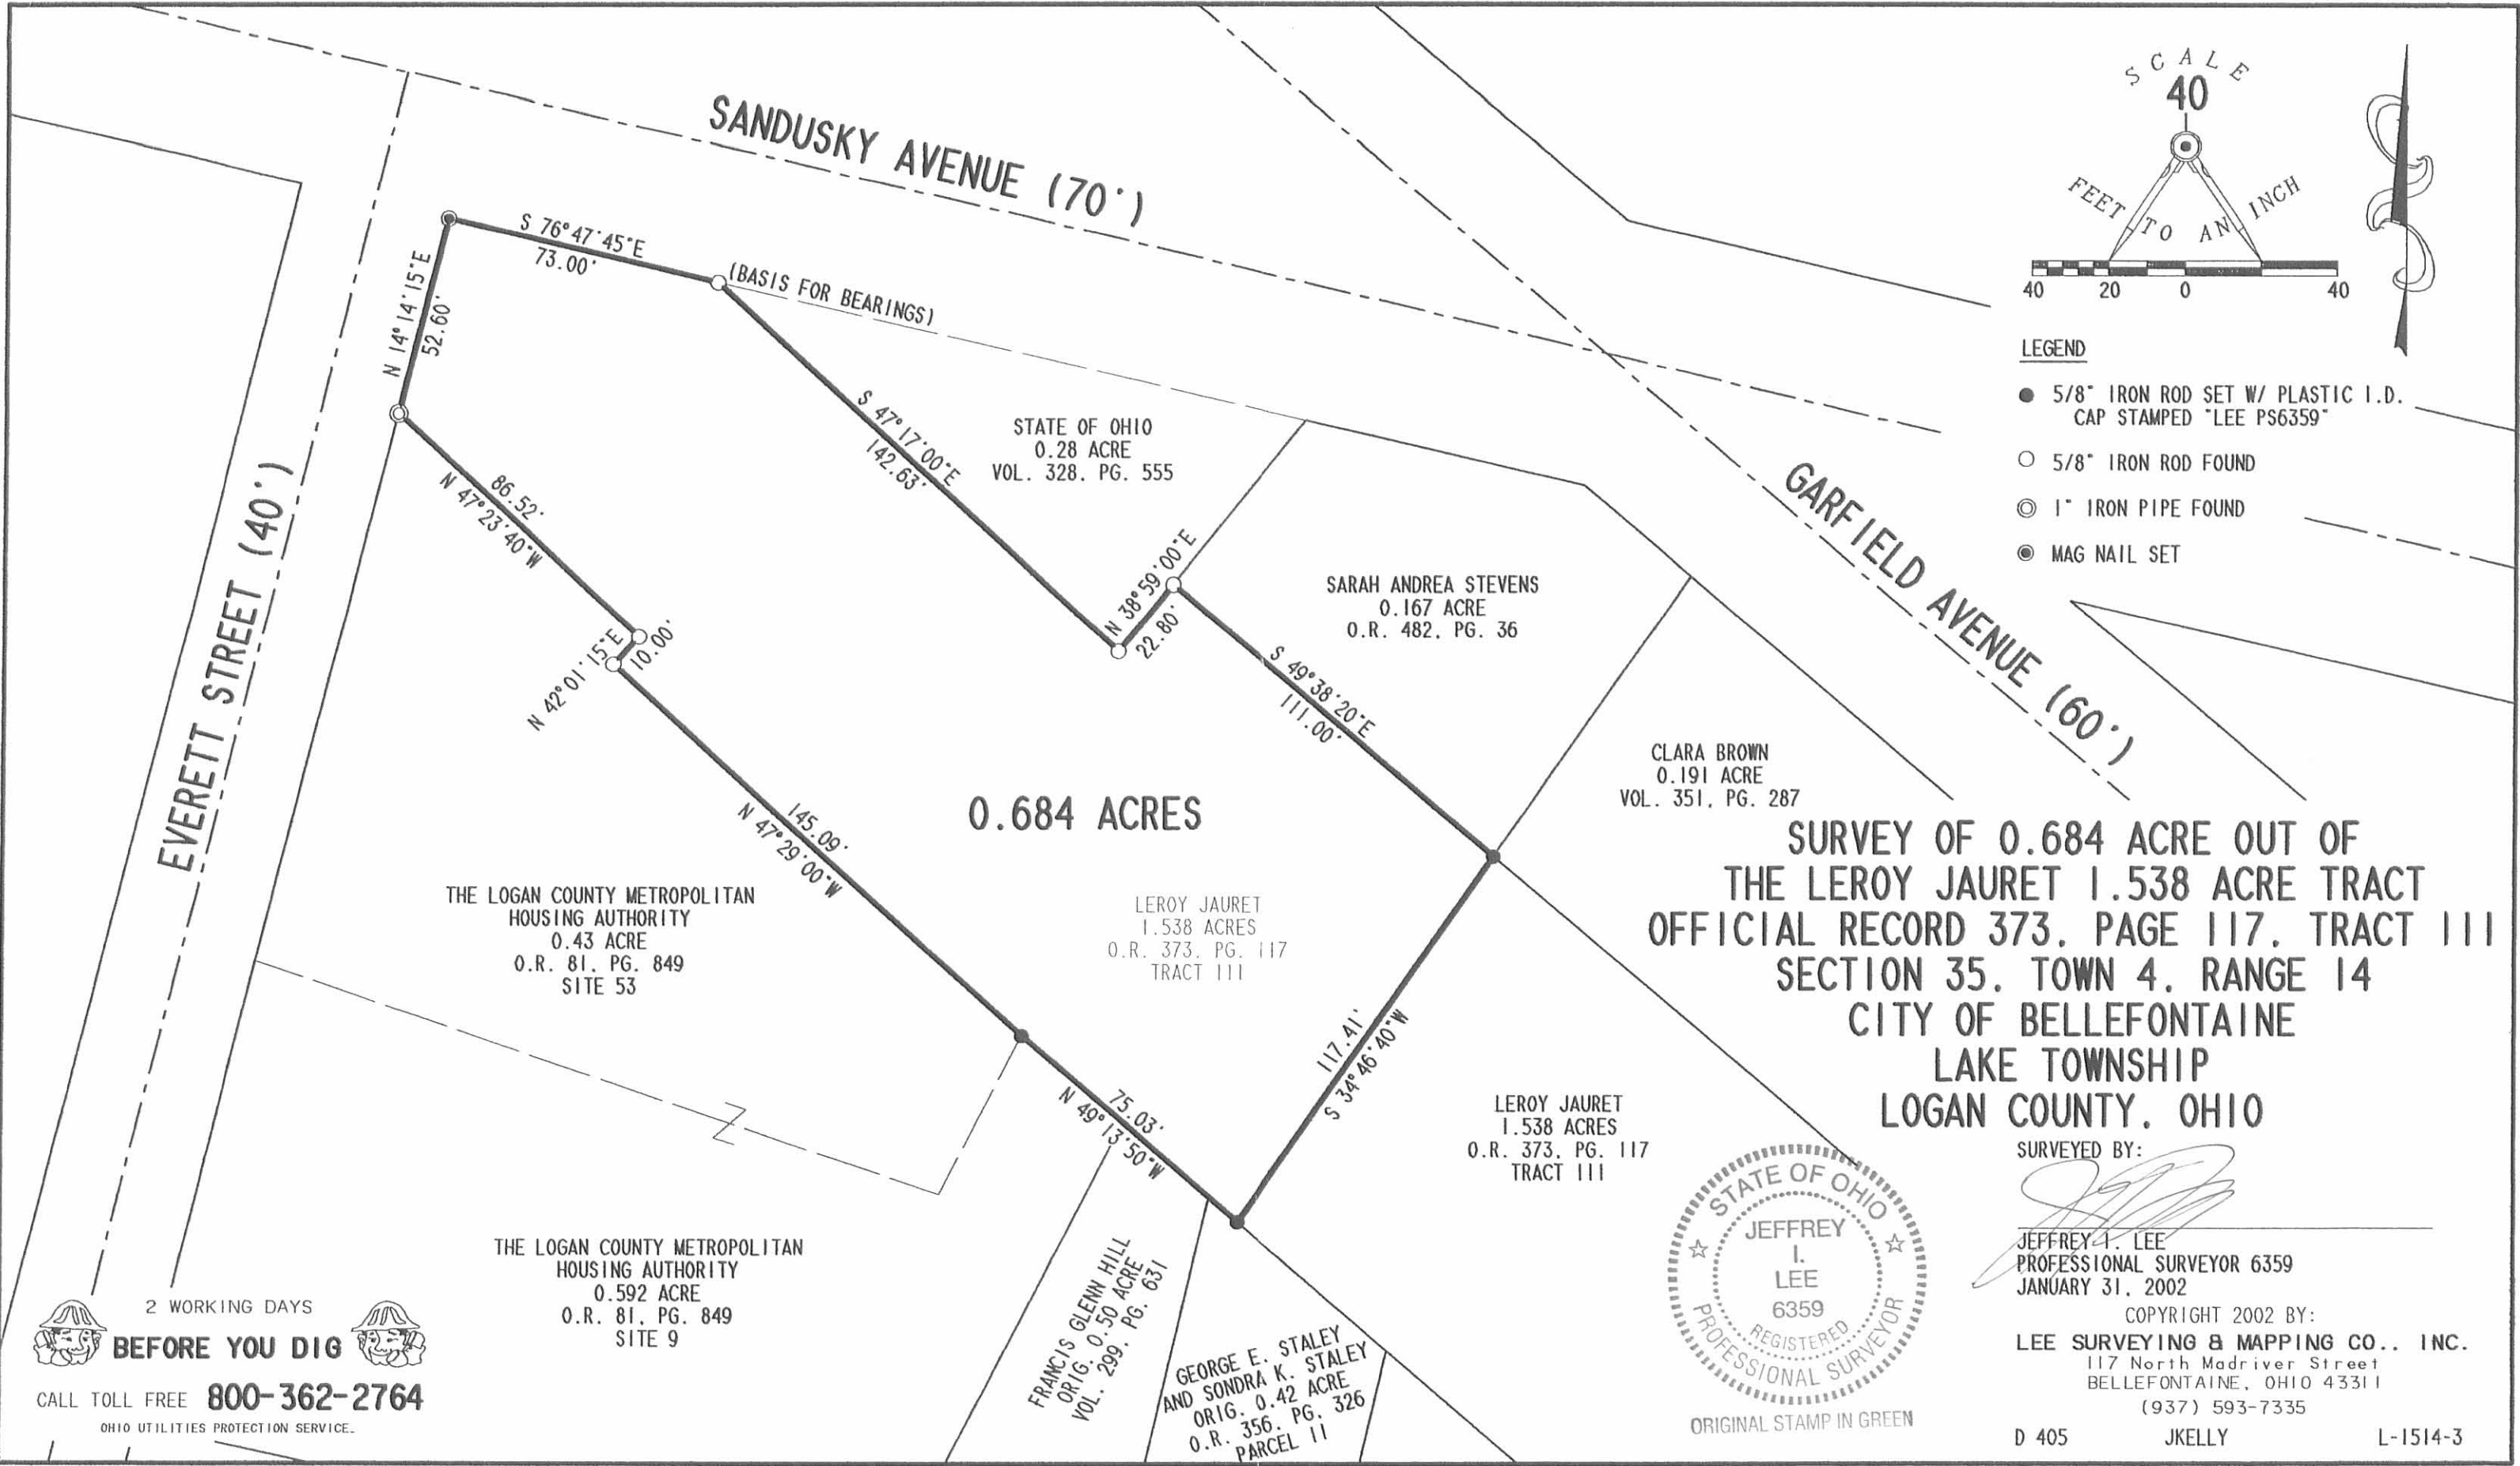 SANDUSKY AVENUE (70')
EVERETT STREET (40')
GARFIELD AVENUE (60')
SCALE
40
FEET TO AN INCH
40 20 0 40
LEGEND
5/8" IRON ROD SET W/ PLASTIC I.D.
CAP STAMPED "LEE PS6359"
5/8" IRON ROD FOUND
1" IRON PIPE FOUND
MAG NAIL SET
S 76°47'45"E
73.00'
(BASIS FOR BEARINGS)
N 14°14'15"E
52.60'
S 47°17'00"E
142.63'
STATE OF OHIO
0.28 ACRE
VOL. 328, PG. 555
86.52'
N 47°23'40"W
N 38°59'00"E
22.80'
SARAH ANDREA STEVENS
0.167 ACRE
O.R. 482, PG. 36
N 42°01'15"E
10.00'
S 49°38'20"E
111.00'
CLARA BROWN
0.191 ACRE
VOL. 351, PG. 287
145.09'
N 47°29'00"W
0.684 ACRES
THE LOGAN COUNTY METROPOLITAN
HOUSING AUTHORITY
0.43 ACRE
O.R. 81, PG. 849
SITE 53
LEROY JAURET
1.538 ACRES
O.R. 373, PG. 117
TRACT III
117.41'
S 34°46'40"W
75.03'
N 49°13'50"W
LEROY JAURET
1.538 ACRES
O.R. 373, PG. 117
TRACT III
THE LOGAN COUNTY METROPOLITAN
HOUSING AUTHORITY
0.592 ACRE
O.R. 81, PG. 849
SITE 9
FRANCIS GLENN HILL
ORIG. 0.50 ACRE
VOL. 299, PG. 631
GEORGE E. STALEY
AND SONDRA K. STALEY
ORIG. 0.42 ACRE
O.R. 356, PG. 326
PARCEL II
SURVEY OF 0.684 ACRE OUT OF
THE LEROY JAURET 1.538 ACRE TRACT
OFFICIAL RECORD 373, PAGE 117, TRACT III
SECTION 35, TOWN 4, RANGE 14
CITY OF BELLEFONTAINE
LAKE TOWNSHIP
LOGAN COUNTY, OHIO
SURVEYED BY:
JEFFREY I. LEE
PROFESSIONAL SURVEYOR 6359
JANUARY 31, 2002
COPYRIGHT 2002 BY:
LEE SURVEYING & MAPPING CO., INC.
117 North Madriver Street
BELLEFONTAINE, OHIO 43311
(937) 593-7335
D 405 JKELLY L-1514-3
STATE OF OHIO
JEFFREY
I.
LEE
6359
REGISTERED
PROFESSIONAL SURVEYOR
ORIGINAL STAMP IN GREEN
2 WORKING DAYS
BEFORE YOU DIG
CALL TOLL FREE 800-362-2764
OHIO UTILITIES PROTECTION SERVICE.